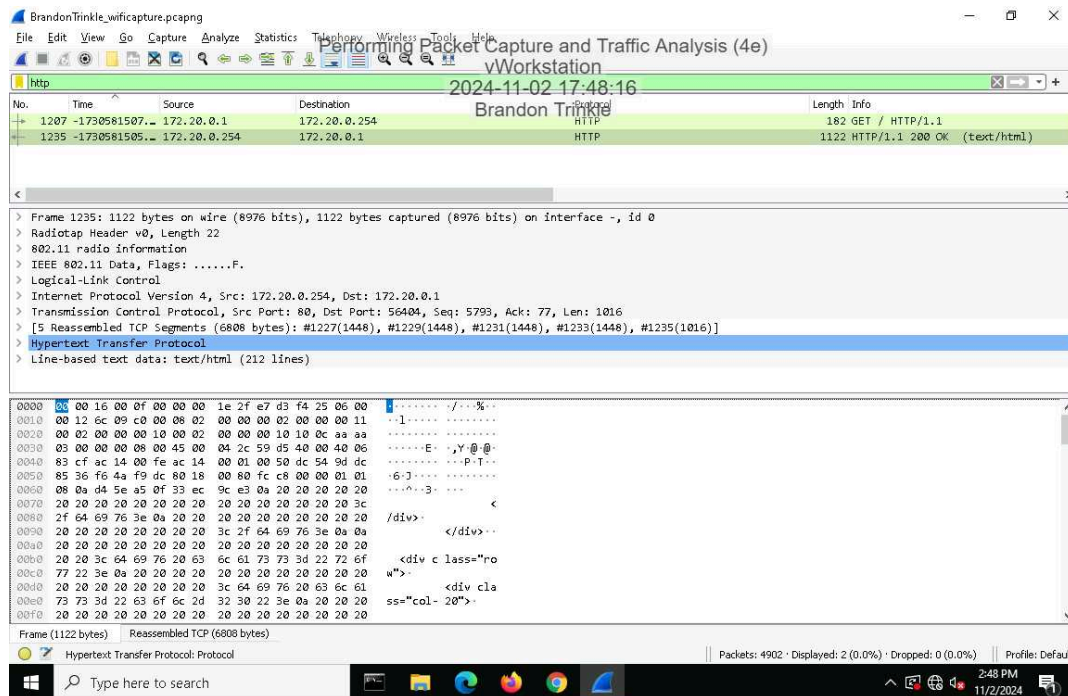 BrandonTrinkle_wificapture.pcapng
File Edit View Go Capture Analyze Statistics Telephony Wireless Tools Help
Performing Packet Capture and Traffic Analysis (4e)
vWorkstation
2024-11-02 17:48:16
Brandon Trinkle
http
No. Time Source Destination Protocol Length Info
1207 -1730581507... 172.20.0.1 172.20.0.254 HTTP 182 GET / HTTP/1.1
1235 -1730581505... 172.20.0.254 172.20.0.1 HTTP 1122 HTTP/1.1 200 OK (text/html)
> Frame 1235: 1122 bytes on wire (8976 bits), 1122 bytes captured (8976 bits) on interface -, id 0
> Radiotap Header v0, Length 22
> 802.11 radio information
> IEEE 802.11 Data, Flags: ......F.
> Logical-Link Control
> Internet Protocol Version 4, Src: 172.20.0.254, Dst: 172.20.0.1
> Transmission Control Protocol, Src Port: 80, Dst Port: 56404, Seq: 5793, Ack: 77, Len: 1016
> [5 Reassembled TCP Segments (6808 bytes): #1227(1448), #1229(1448), #1231(1448), #1233(1448), #1235(1016)]
> Hypertext Transfer Protocol
> Line-based text data: text/html (212 lines)
0000 00 00 16 00 0f 00 00 00 1e 2f e7 d3 f4 25 06 00 ········ ·/···%··
0010 00 12 6c 09 c0 00 08 02 00 00 00 02 00 00 00 11 ··l····· ········
0020 00 02 00 00 00 10 00 02 00 00 00 10 10 0c aa aa ········ ········
0030 03 00 00 00 08 00 45 00 04 2c 59 d5 40 00 40 06 ······E· ·,Y·@·@·
0040 83 cf ac 14 00 fe ac 14 00 01 00 50 dc 54 9d dc ········ ···P·T··
0050 85 36 f6 4a f9 dc 80 18 00 80 fc c8 00 00 01 01 ·6·J···· ········
0060 08 0a d4 5e a5 0f 33 ec 9c e3 0a 20 20 20 20 20 ···^··3· ···
0070 20 20 20 20 20 20 20 20 20 20 20 20 20 20 20 3c <
0080 2f 64 69 76 3e 0a 20 20 20 20 20 20 20 20 20 20 /div>·
0090 20 20 20 20 20 20 20 20 3c 2f 64 69 76 3e 0a 0a </div>··
00a0 20 20 20 20 20 20 20 20 20 20 20 20 20 20 20 20
00b0 20 20 3c 64 69 76 20 63 6c 61 73 73 3d 22 72 6f <div c lass="ro
00c0 77 22 3e 0a 20 20 20 20 20 20 20 20 20 20 20 20 w">·
00d0 20 20 20 20 20 20 20 20 3c 64 69 76 20 63 6c 61 <div cla
00e0 73 73 3d 22 63 6f 6c 2d 32 30 22 3e 0a 20 20 20 ss="col- 20">·
00f0 20 20 20 20 20 20 20 20 20 20 20 20 20 20 20 20
Frame (1122 bytes) Reassembled TCP (6808 bytes)
Hypertext Transfer Protocol: Protocol Packets: 4902 · Displayed: 2 (0.0%) · Dropped: 0 (0.0%) Profile: Defau
Type here to search
2:48 PM
11/2/2024